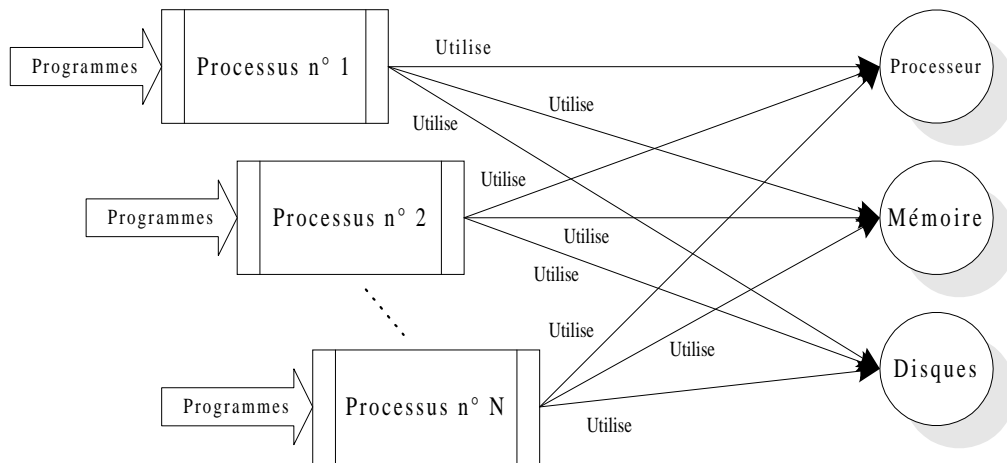 Programmes
Processus n° 1
Utilise
Processeur
Utilise
Utilise
Programmes
Processus n° 2
Utilise
Mémoire
Utilise
Utilise
Programmes
Processus n° N
Utilise
Utilise
Disques
Utilise